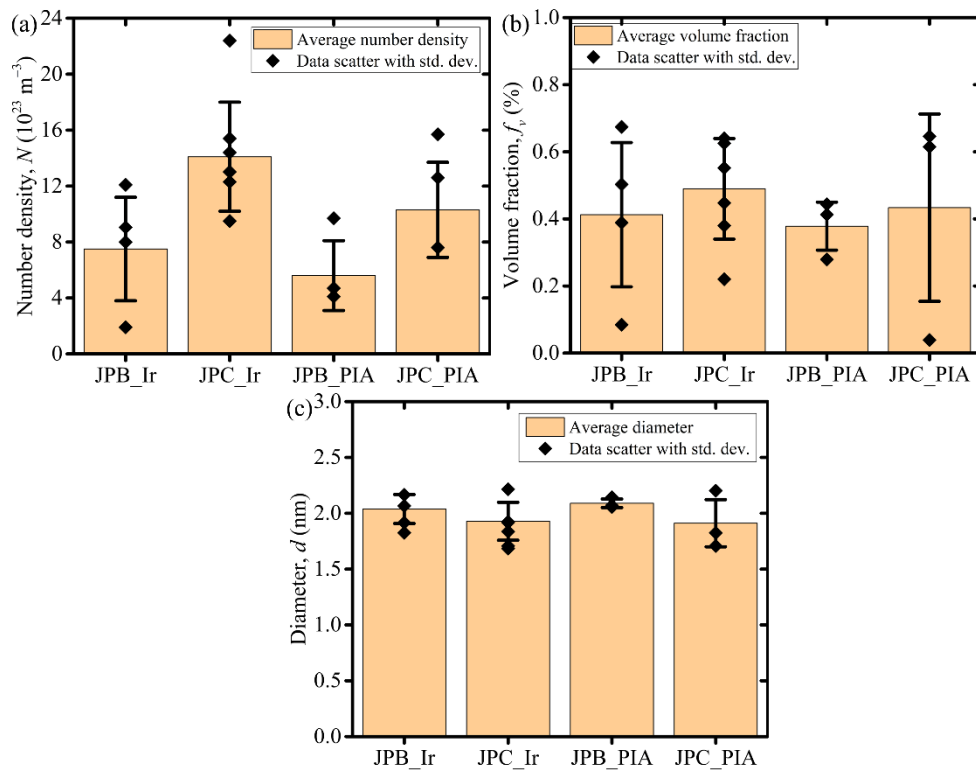 (a)
Number density, N (10²³ m⁻³)
24
20
16
12
8
4
0
Average number density
Data scatter with std. dev.
JPB_Ir JPC_Ir JPB_PIA JPC_PIA
(b)
Volume fraction, fᵥ (%)
1.0
0.8
0.6
0.4
0.2
0.0
Average volume fraction
Data scatter with std. dev.
JPB_Ir JPC_Ir JPB_PIA JPC_PIA
(c)
Diameter, d (nm)
3.0
2.5
2.0
1.5
1.0
0.5
0.0
Average diameter
Data scatter with std. dev.
JPB_Ir JPC_Ir JPB_PIA JPC_PIA